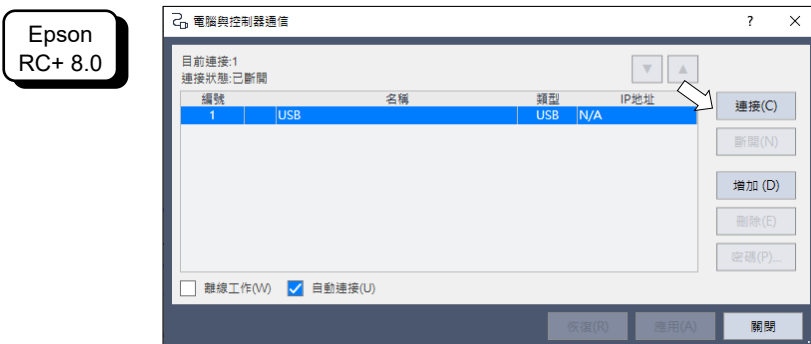 Epson
RC+ 8.0
電腦與控制器通信
? ×
目前連接:1
連接狀態:已斷開
▼ ▲
編號 名稱 類型 IP地址
1 USB USB N/A
連接(C)
斷開(N)
增加 (D)
刪除(E)
密碼(P)...
離線工作(W) 自動連接(U)
恢復(R) 應用(A) 關閉